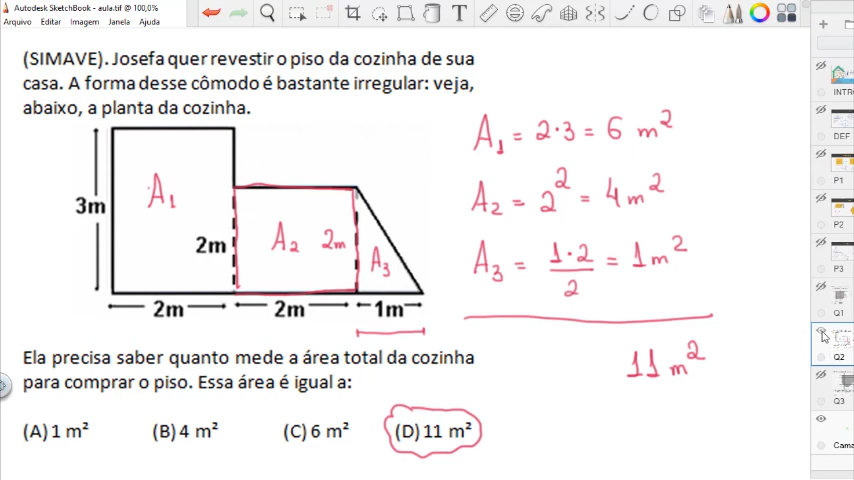 Autodesk SketchBook - aula.tif @ 100,0%
Arquivo Editar Imagem Janela Ajuda
(SIMAVE). Josefa quer revestir o piso da cozinha de sua
casa. A forma desse cômodo é bastante irregular: veja,
abaixo, a planta da cozinha.
A₁ = 2·3 = 6 m²
A₂ = 2² = 4 m²
A₃ = 1·2/2 = 1 m²
11 m²
3m
A₁
2m
A₂
2m
A₃
2m
2m
1m
Ela precisa saber quanto mede a área total da cozinha
para comprar o piso. Essa área é igual a:
(A) 1 m² (B) 4 m² (C) 6 m² (D) 11 m²
DEF
P1
P2
P3
Q1
Q2
Q3